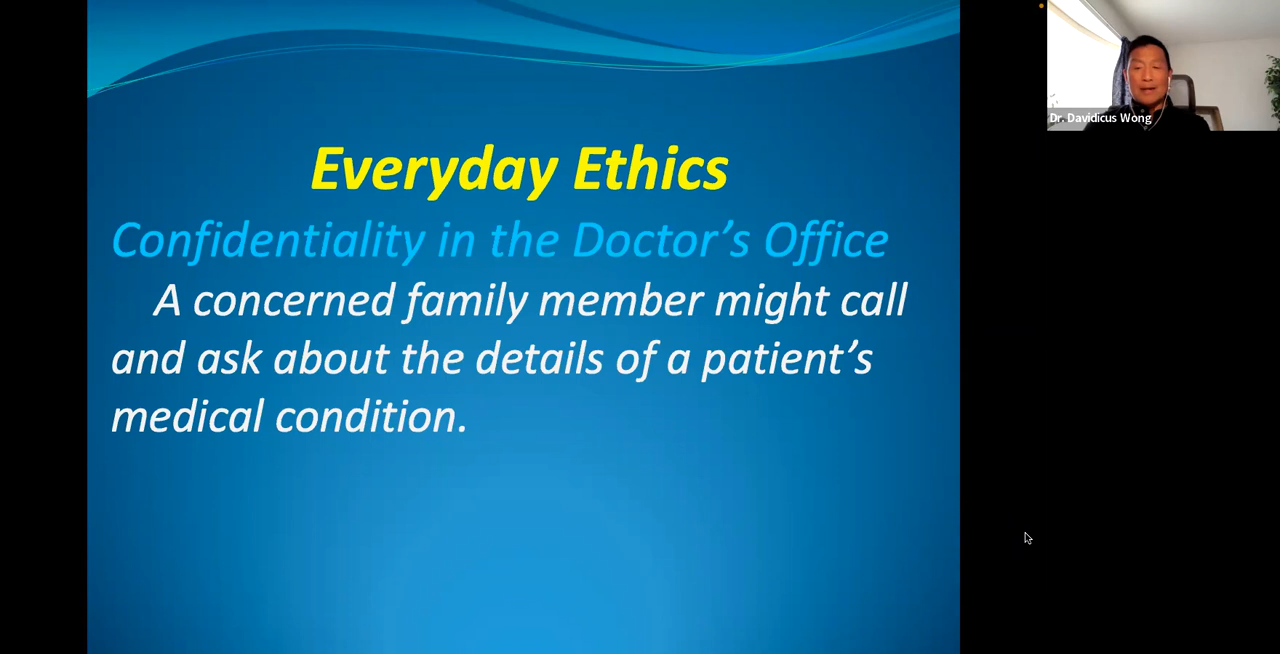 Everyday Ethics
Confidentiality in the Doctor’s Office
A concerned family member might call
and ask about the details of a patient’s
medical condition.
Dr. Davidicus Wong